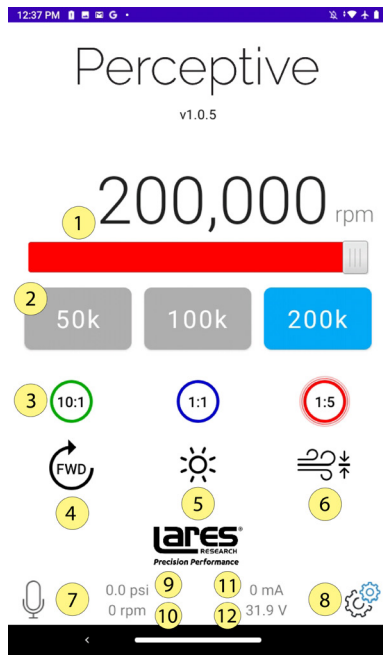 12:37 PM G
Perceptive
v1.0.5
1 200,000 rpm
2
50k 100k 200k
3 10:1 1:1 1:5
FWD
4 5 6
Lares®
RESEARCH
Precision Performance
7 0.0 psi 9 11 0 mA 8
0 rpm 10 12 31.9 V